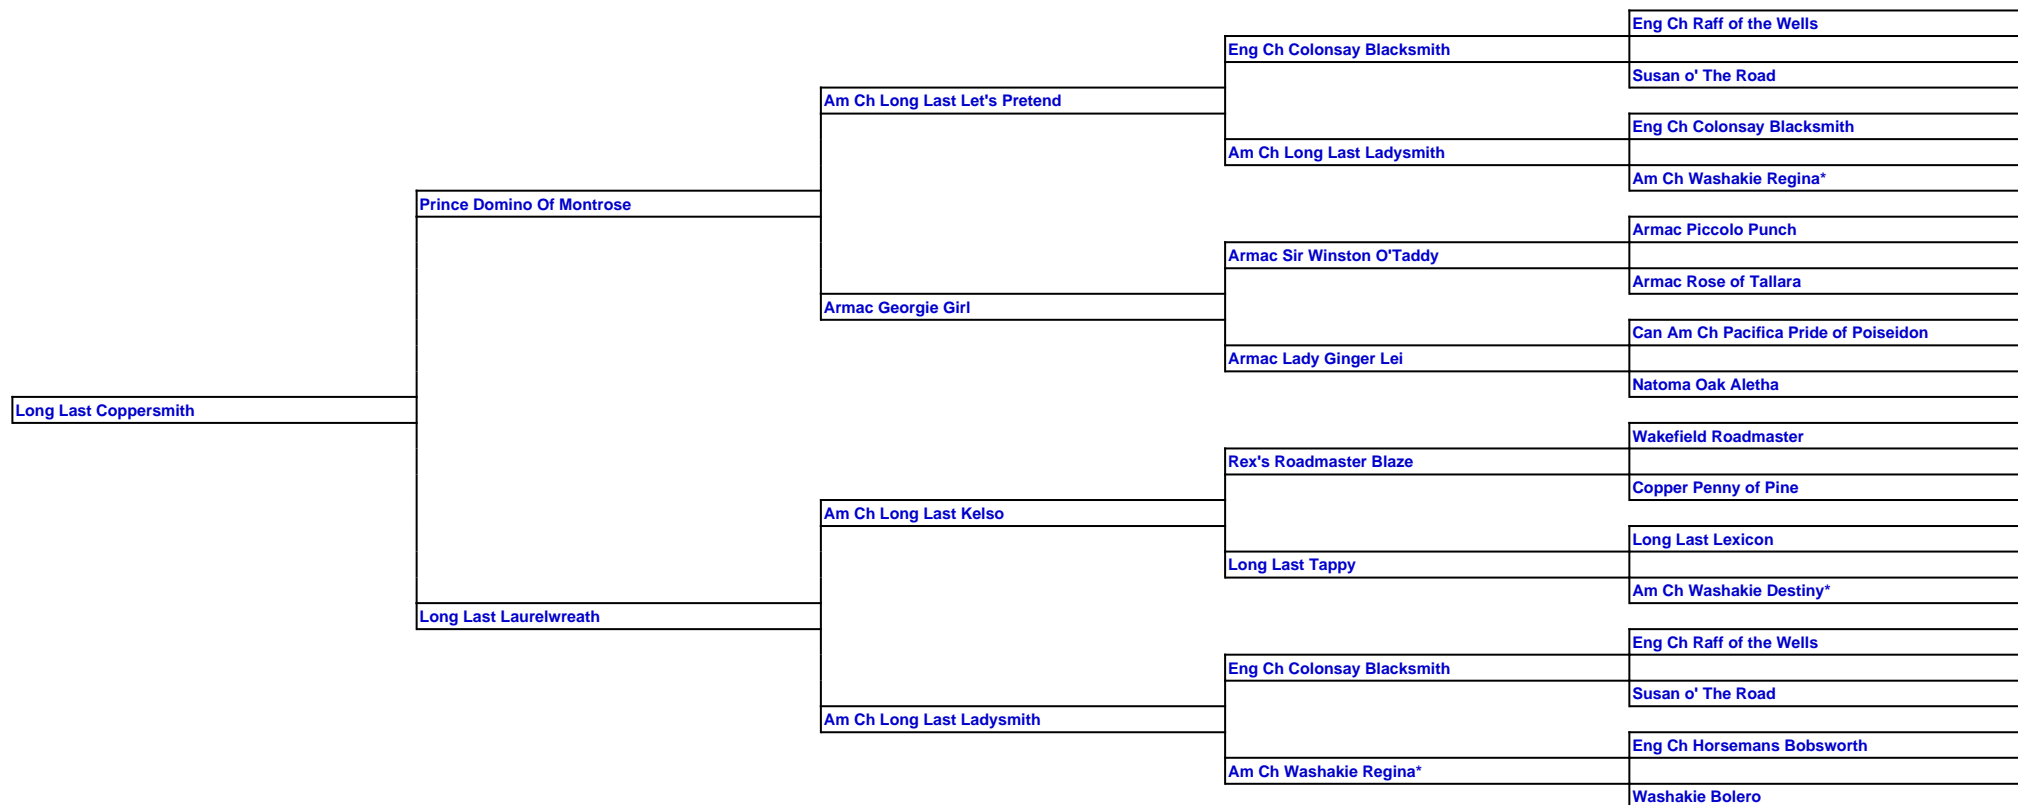 Eng Ch Raff of the Wells
Eng Ch Colonsay Blacksmith
Susan o' The Road
Am Ch Long Last Let's Pretend
Eng Ch Colonsay Blacksmith
Am Ch Long Last Ladysmith
Am Ch Washakie Regina*
Prince Domino Of Montrose
Armac Piccolo Punch
Armac Sir Winston O'Taddy
Armac Rose of Tallara
Armac Georgie Girl
Can Am Ch Pacifica Pride of Poiseidon
Armac Lady Ginger Lei
Natoma Oak Aletha
Long Last Coppersmith
Wakefield Roadmaster
Rex's Roadmaster Blaze
Copper Penny of Pine
Am Ch Long Last Kelso
Long Last Lexicon
Long Last Tappy
Am Ch Washakie Destiny*
Long Last Laurelwreath
Eng Ch Raff of the Wells
Eng Ch Colonsay Blacksmith
Susan o' The Road
Am Ch Long Last Ladysmith
Eng Ch Horsemans Bobsworth
Am Ch Washakie Regina*
Washakie Bolero